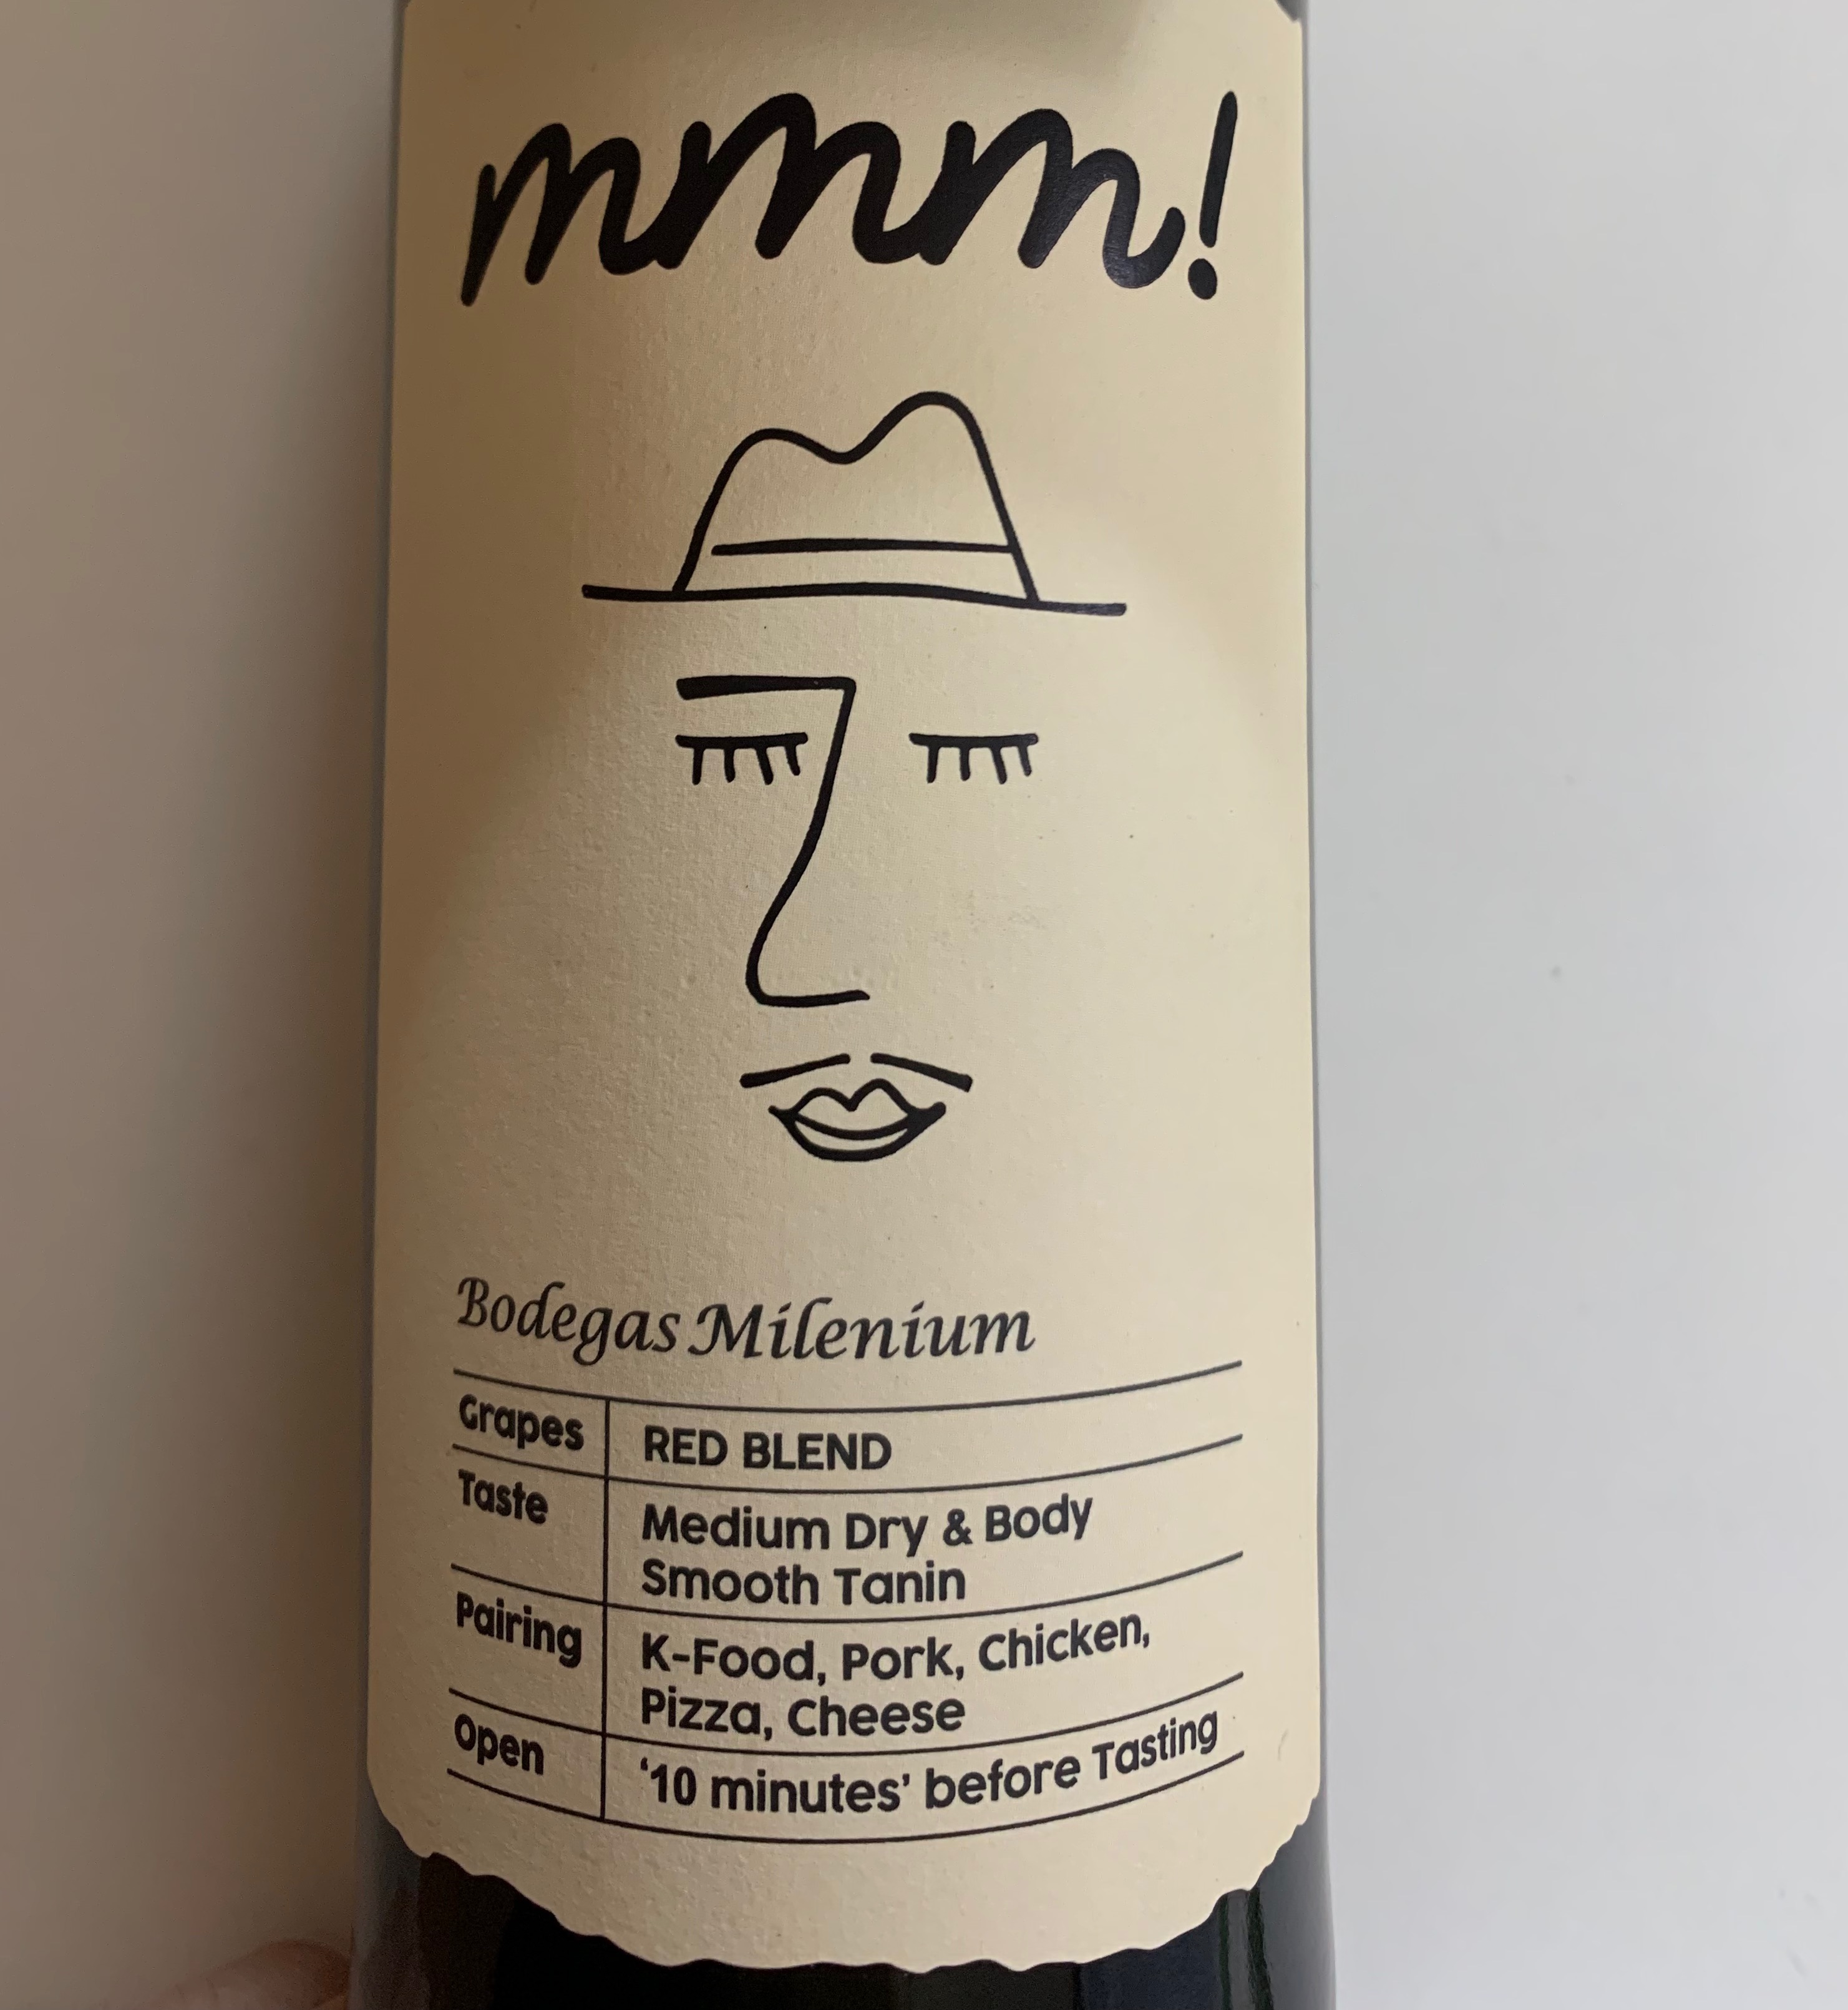 mmm!
Bodegas Milenium
Grapes RED BLEND
Taste Medium Dry & Body
Smooth Tanin
Pairing K-Food, Pork, Chicken,
Pizza, Cheese
Open ‘10 minutes’ before Tasting